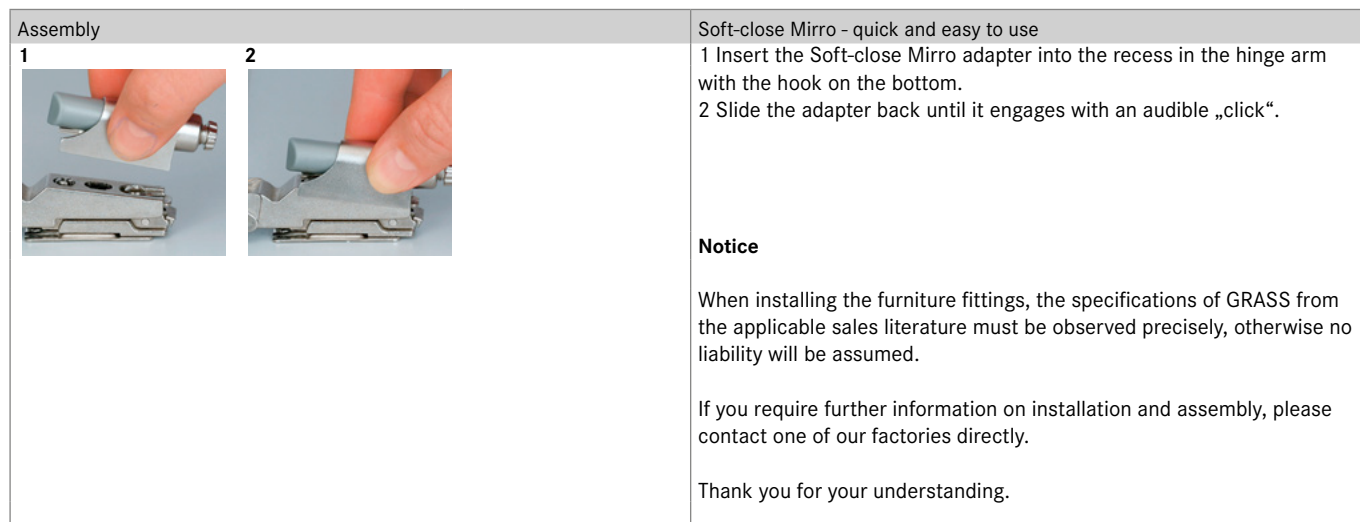 Assembly
1 2
Soft-close Mirro - quick and easy to use
1 Insert the Soft-close Mirro adapter into the recess in the hinge arm
with the hook on the bottom.
2 Slide the adapter back until it engages with an audible „click“.
Notice
When installing the furniture fittings, the specifications of GRASS from
the applicable sales literature must be observed precisely, otherwise no
liability will be assumed.
If you require further information on installation and assembly, please
contact one of our factories directly.
Thank you for your understanding.